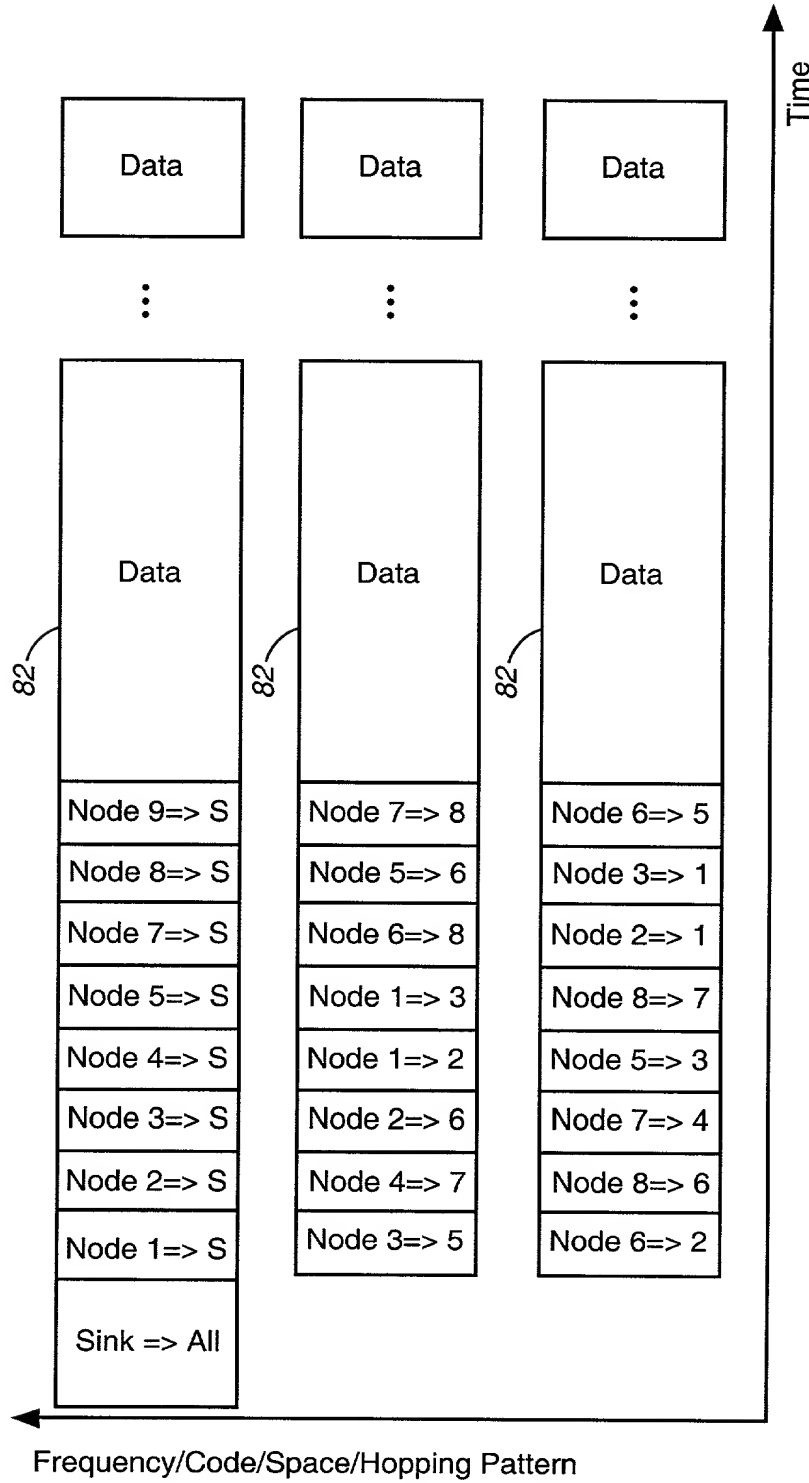 Time
Data
Data
Data
Data
Data
Data
82
82
82
Node 9=> S
Node 7=> 8
Node 6=> 5
Node 8=> S
Node 5=> 6
Node 3=> 1
Node 7=> S
Node 6=> 8
Node 2=> 1
Node 5=> S
Node 1=> 3
Node 8=> 7
Node 4=> S
Node 1=> 2
Node 5=> 3
Node 3=> S
Node 2=> 6
Node 7=> 4
Node 2=> S
Node 4=> 7
Node 8=> 6
Node 1=> S
Node 3=> 5
Node 6=> 2
Sink => All
Frequency/Code/Space/Hopping Pattern